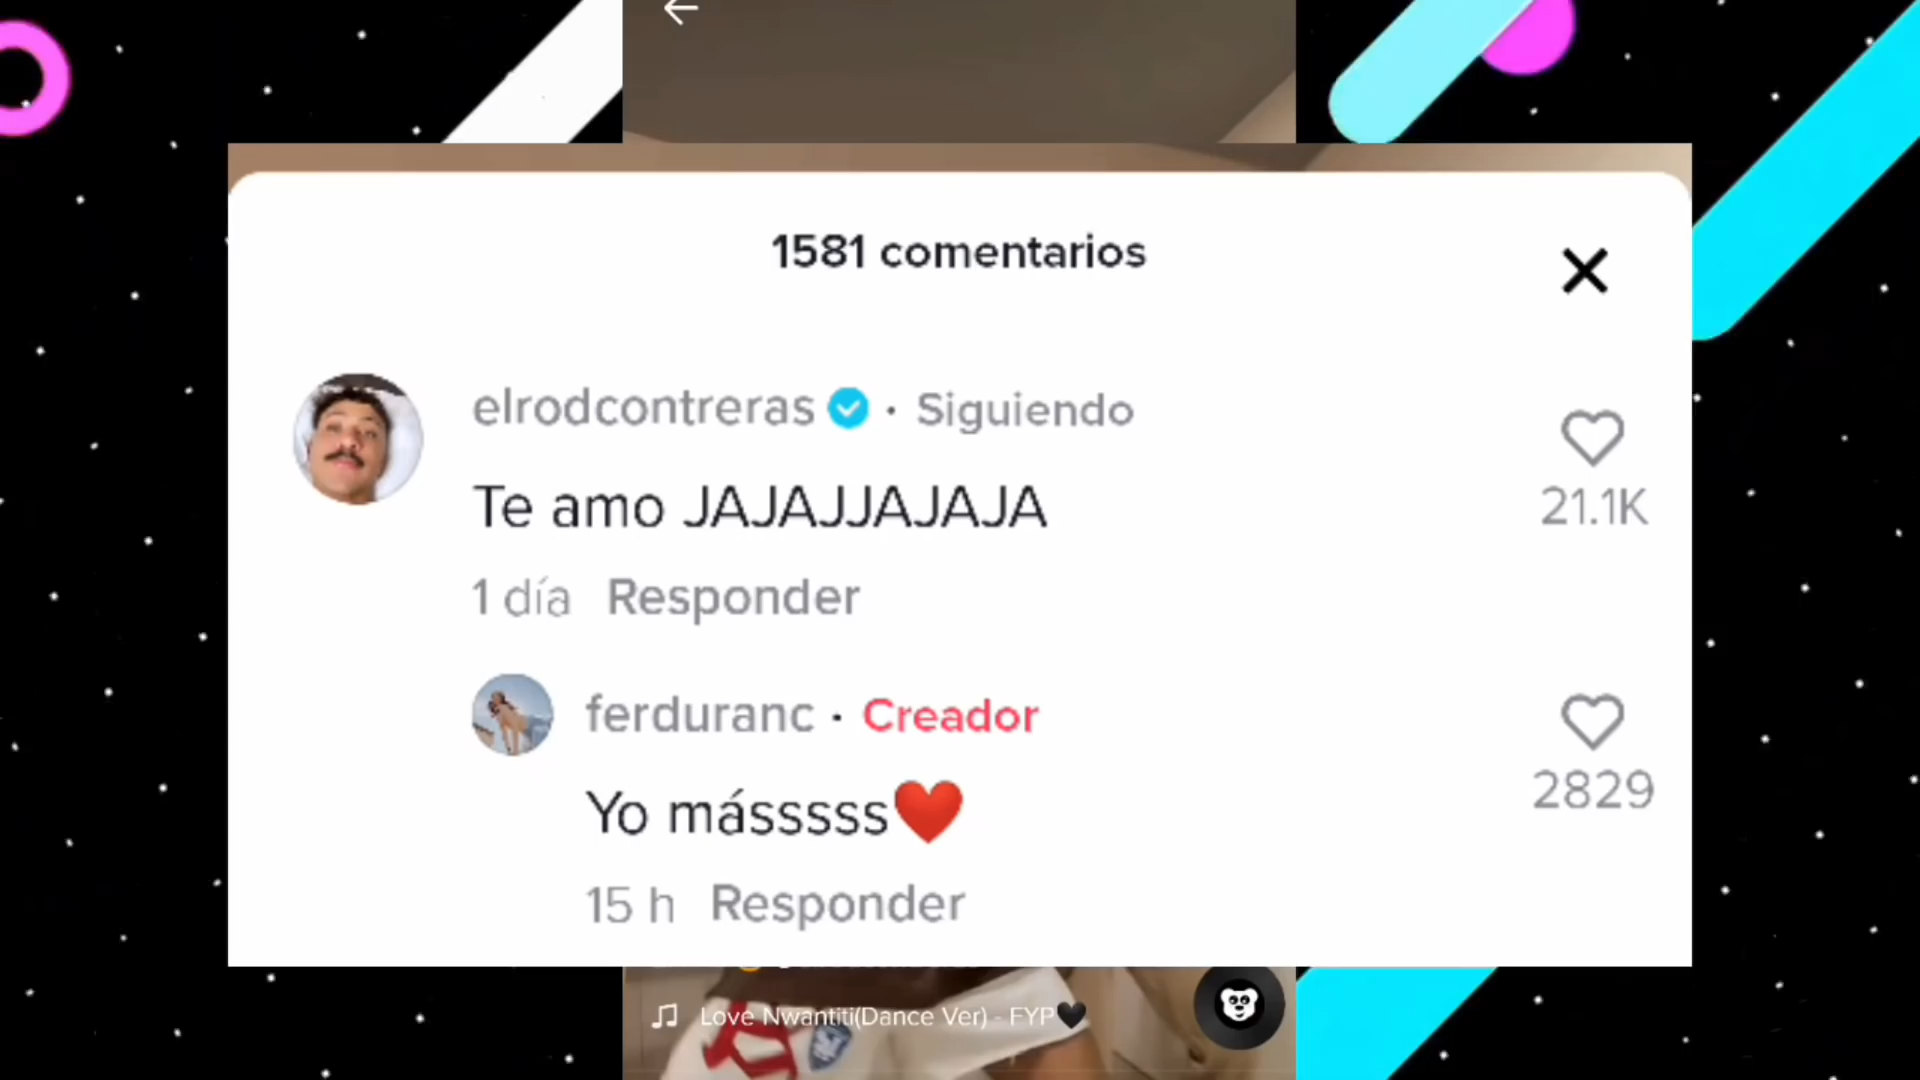 1581 comentarios
elrodcontreras · Siguiendo
Te amo JAJAJJAJAJA
21.1K
1 día Responder
ferduranc · Creador
Yo másssss❤️
2829
15 h Responder
Love Nwantiti(Dance Ver) - FYP🖤